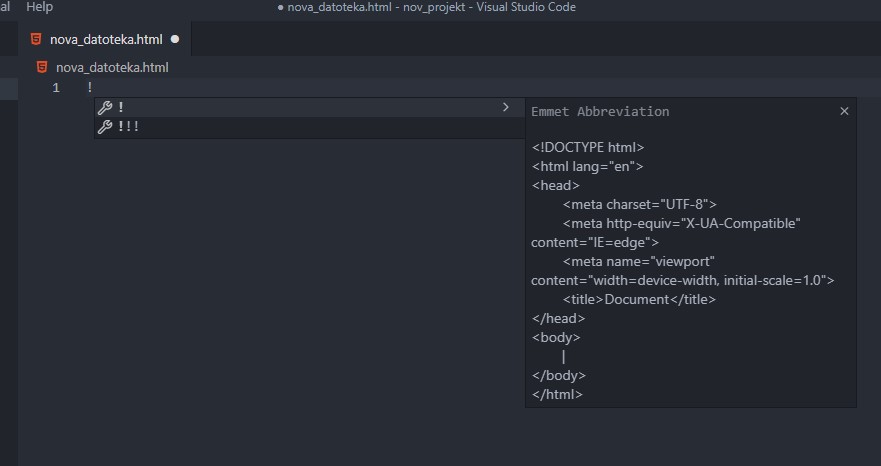 al Help ● nova_datoteka.html - nov_projekt - Visual Studio Code
nova_datoteka.html ●
nova_datoteka.html
1 !
!
!!!
Emmet Abbreviation ×
<!DOCTYPE html>
<html lang="en">
<head>
<meta charset="UTF-8">
<meta http-equiv="X-UA-Compatible"
content="IE=edge">
<meta name="viewport"
content="width=device-width, initial-scale=1.0">
<title>Document</title>
</head>
<body>
|
</body>
</html>